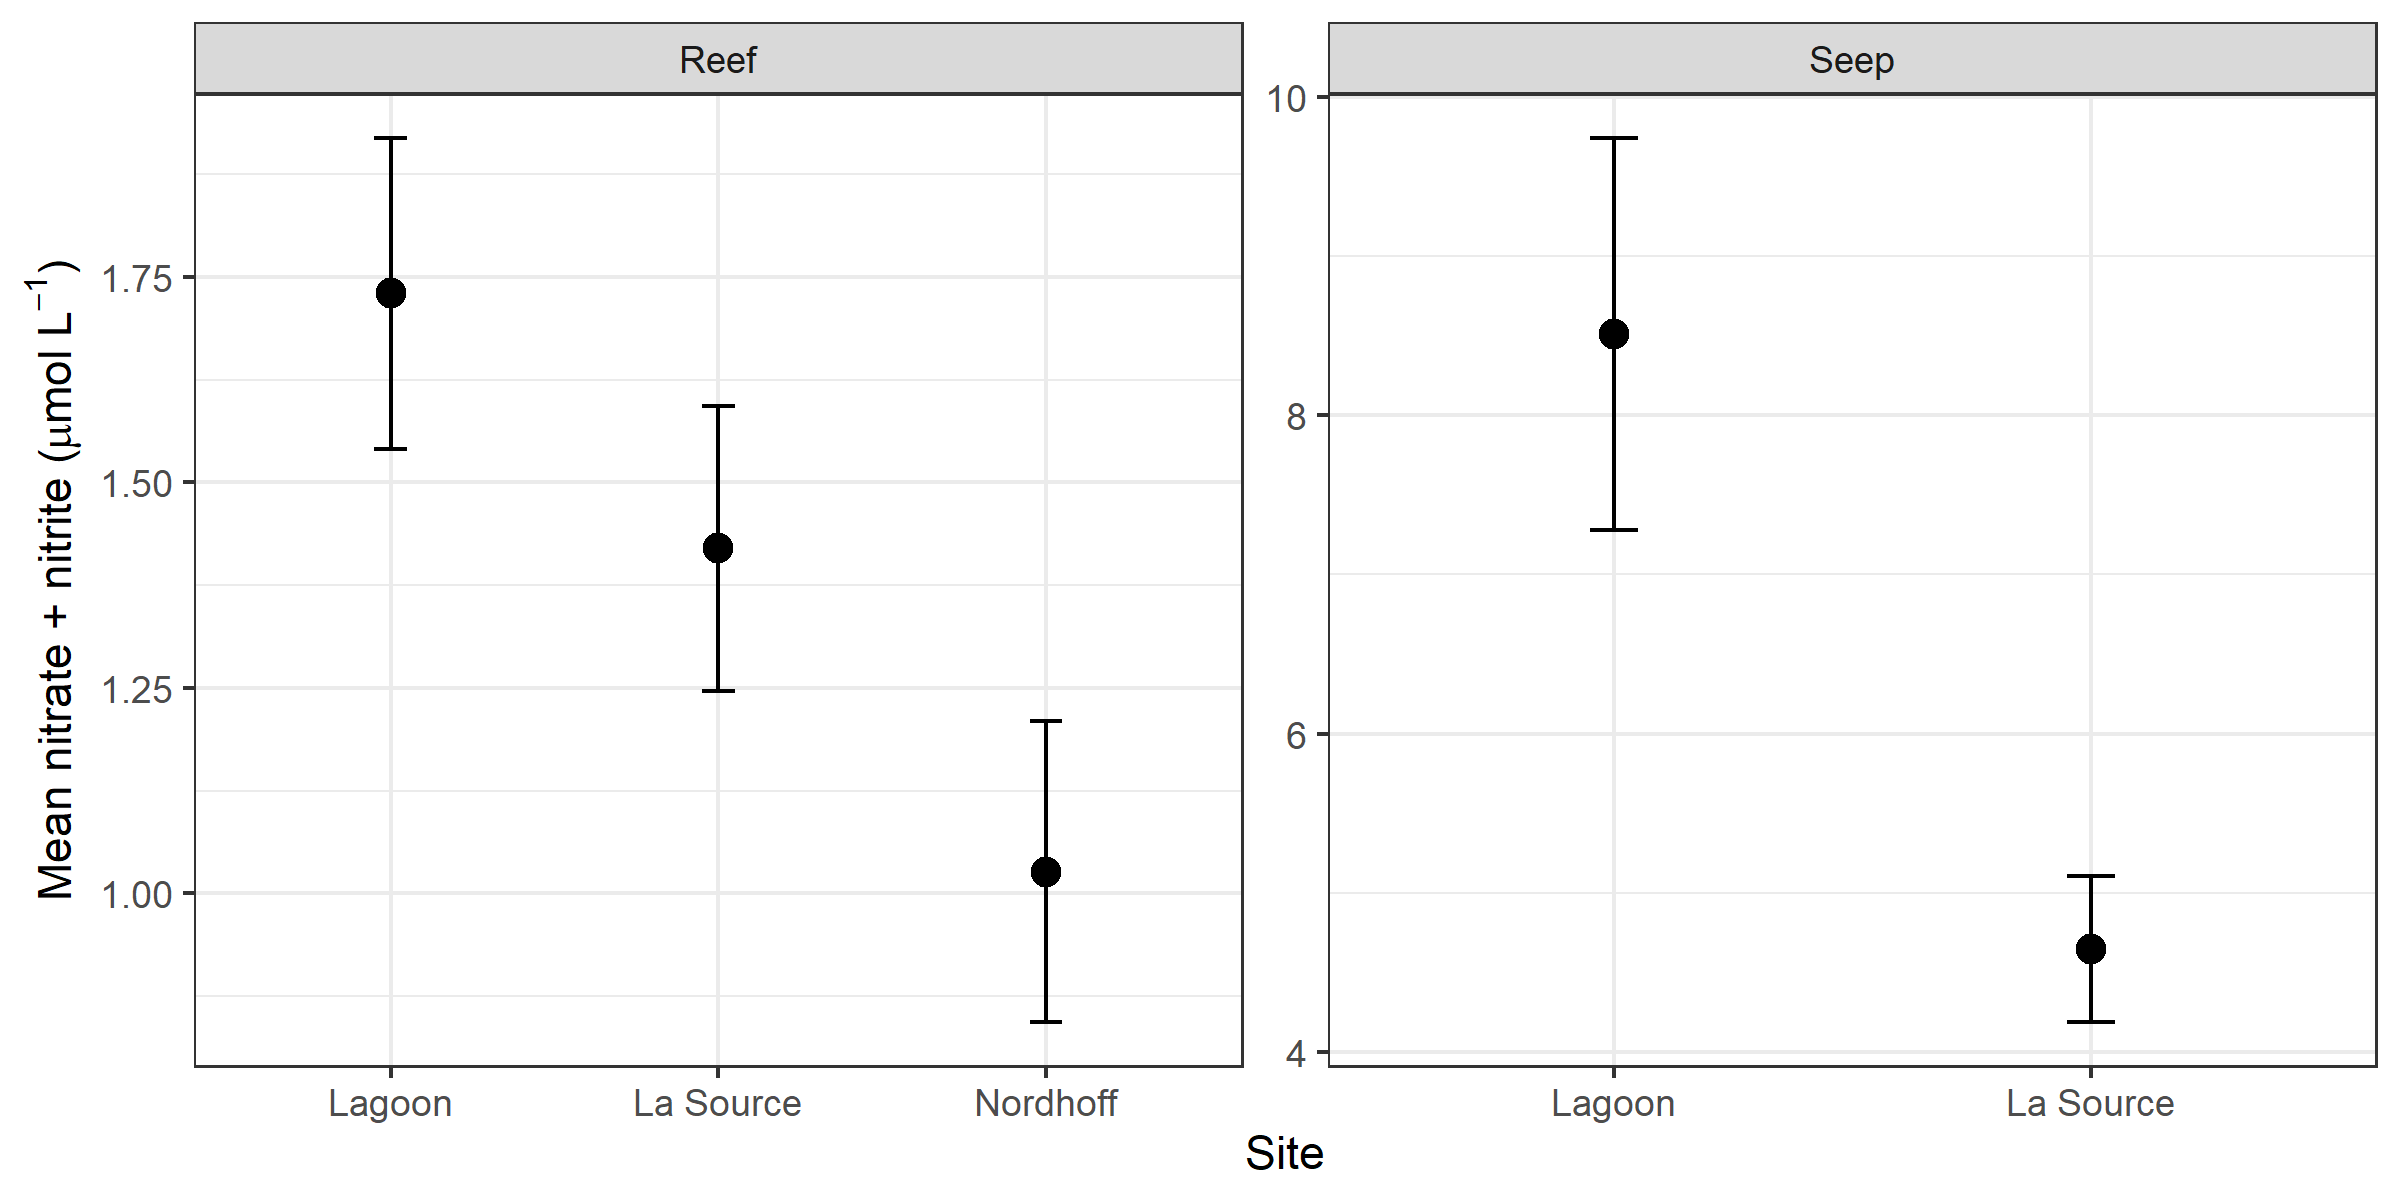 Reef
Seep
Mean nitrate + nitrite (μmol L⁻¹)
1.75
1.50
1.25
1.00
10
8
6
4
Lagoon
La Source
Nordhoff
Lagoon
La Source
Site